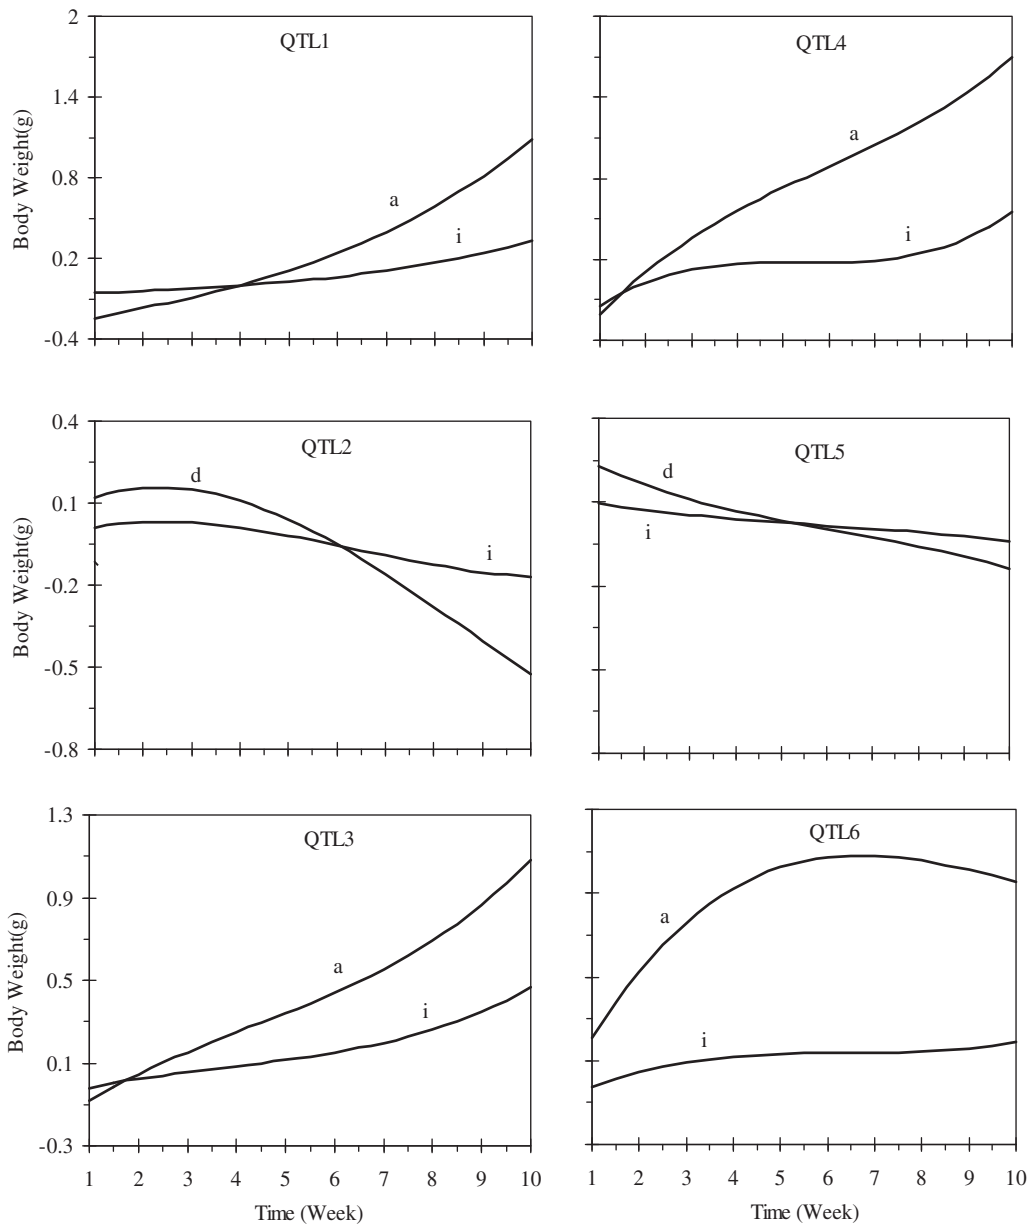 2
QTL1
QTL4
1.4
a
0.8
a
i
i
0.2
-0.4
Body Weight(g)
0.4
QTL2
QTL5
d
d
0.1
i
i
-0.2
-0.5
-0.8
Body Weight(g)
1.3
QTL3
QTL6
0.9
a
a
0.5
i
i
0.1
-0.3
Body Weight(g)
1 2 3 4 5 6 7 8 9 10
1 2 3 4 5 6 7 8 9 10
Time (Week)
Time (Week)